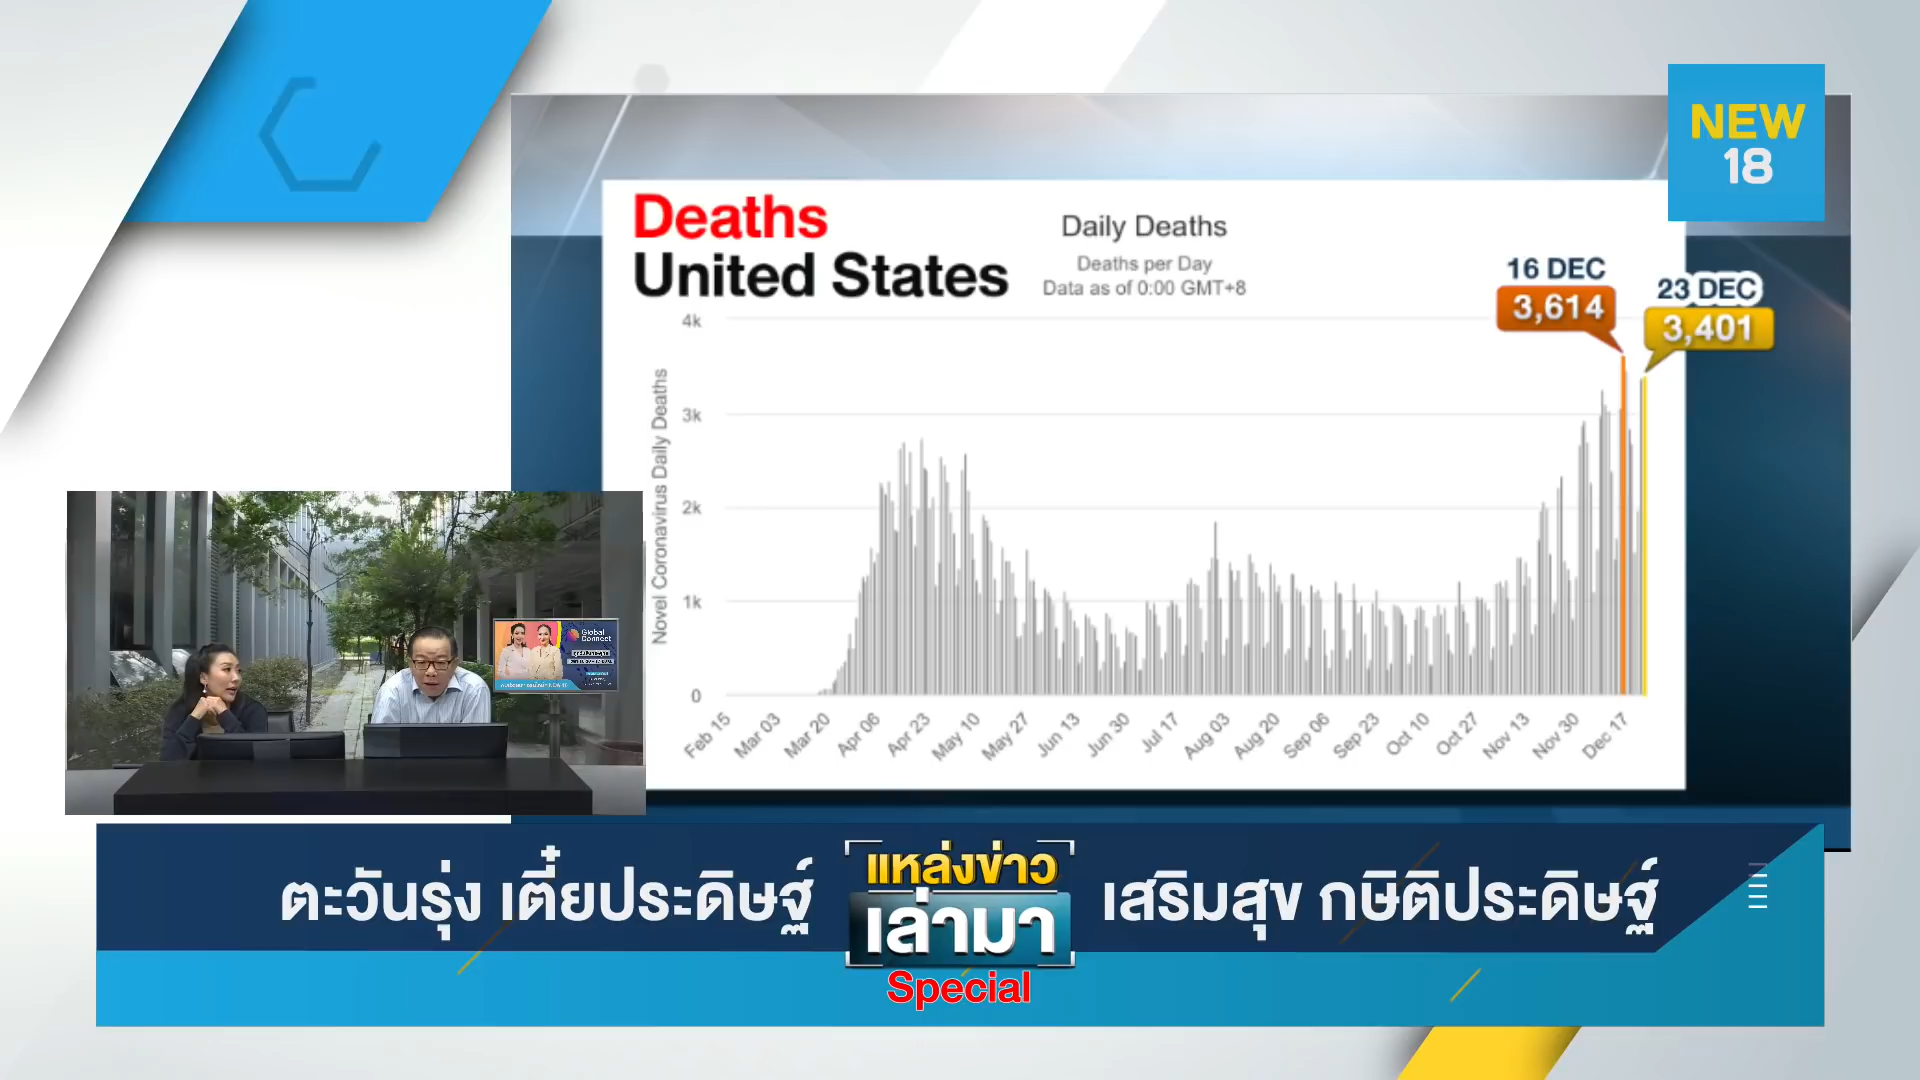 NEW
18
Deaths
United States
Daily Deaths
Deaths per Day
Data as of 0:00 GMT+8
16 DEC
3,614
23 DEC
3,401
Novel Coronavirus Daily Deaths
4k
3k
2k
1k
0
Feb 15
Mar 03
Mar 20
Apr 06
Apr 23
May 10
May 27
Jun 13
Jun 30
Jul 17
Aug 03
Aug 20
Sep 06
Sep 23
Oct 10
Oct 27
Nov 13
Nov 30
Dec 17
Global
Connect
ตะวันรุ่ง เตี๋ยประดิษฐ์
แหล่งข่าว
เล่ามา
Special
เสริมสุข กษิติประดิษฐ์